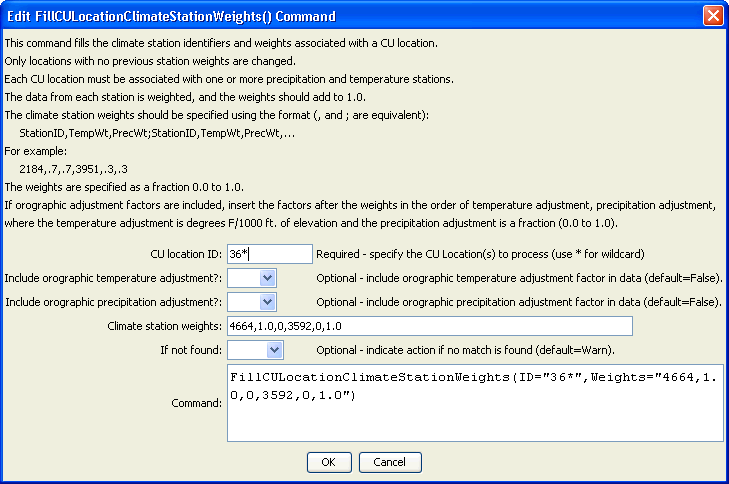 Edit FillCULocationClimateStationWeights() Command
This command fills the climate station identifiers and weights associated with a CU location.
Only locations with no previous station weights are changed.
Each CU location must be associated with one or more precipitation and temperature stations.
The data from each station is weighted, and the weights should add to 1.0.
The climate station weights should be specified using the format (, and ; are equivalent):
StationID,TempWt,PrecWt;StationID,TempWt,PrecWt,...
For example:
2184,.7,.7,3951,.3,.3
The weights are specified as a fraction 0.0 to 1.0.
If orographic adjustment factors are included, insert the factors after the weights in the order of temperature adjustment, precipitation adjustment,
where the temperature adjustment is degrees F/1000 ft. of elevation and the precipitation adjustment is a fraction (0.0 to 1.0).
CU location ID: 36* Required - specify the CU Location(s) to process (use * for wildcard)
Include orographic temperature adjustment?: Optional - include orographic temperature adjustment factor in data (default=False).
Include orographic precipitation adjustment?: Optional - include orographic precipitation adjustment factor in data (default=False).
Climate station weights: 4664,1.0,0,3592,0,1.0
If not found: Optional - indicate action if no match is found (default=Warn).
FillCULocationClimateStationWeights(ID="36*",Weights="4664,1.
Command: 0,0,3592,0,1.0")
OK Cancel